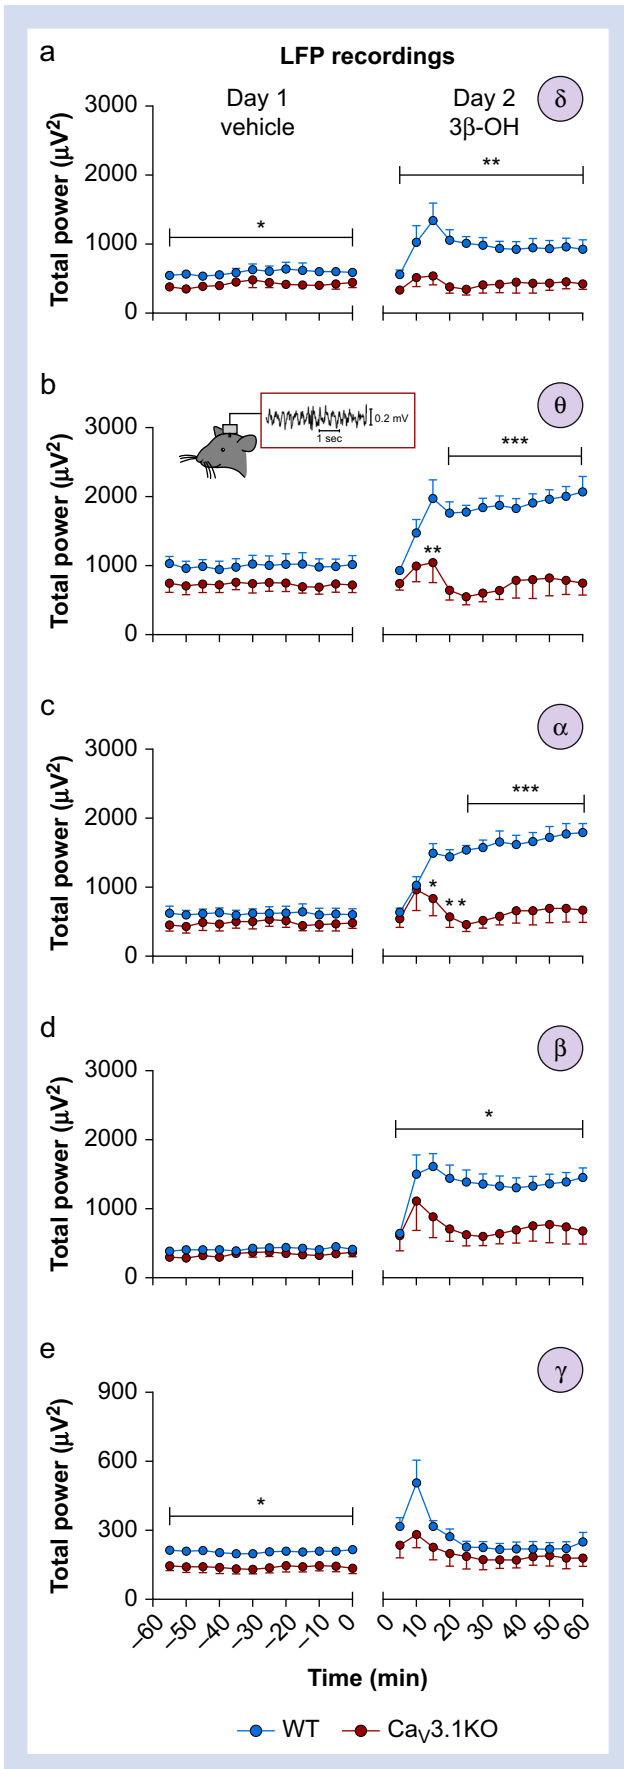 a
LFP recordings
Day 1
vehicle
Day 2
3β-OH
δ
Total power (µV²)
3000
2000
1000
0
*
**
b
θ
0.2 mV
1 sec
Total power (µV²)
3000
2000
1000
0
***
**
c
α
Total power (µV²)
3000
2000
1000
0
***
*
**
d
β
Total power (µV²)
3000
2000
1000
0
*
e
γ
Total power (µV²)
900
600
300
0
*
–60 –50 –40 –30 –20 –10 0 0 10 20 30 40 50 60
Time (min)
WT CaV3.1KO